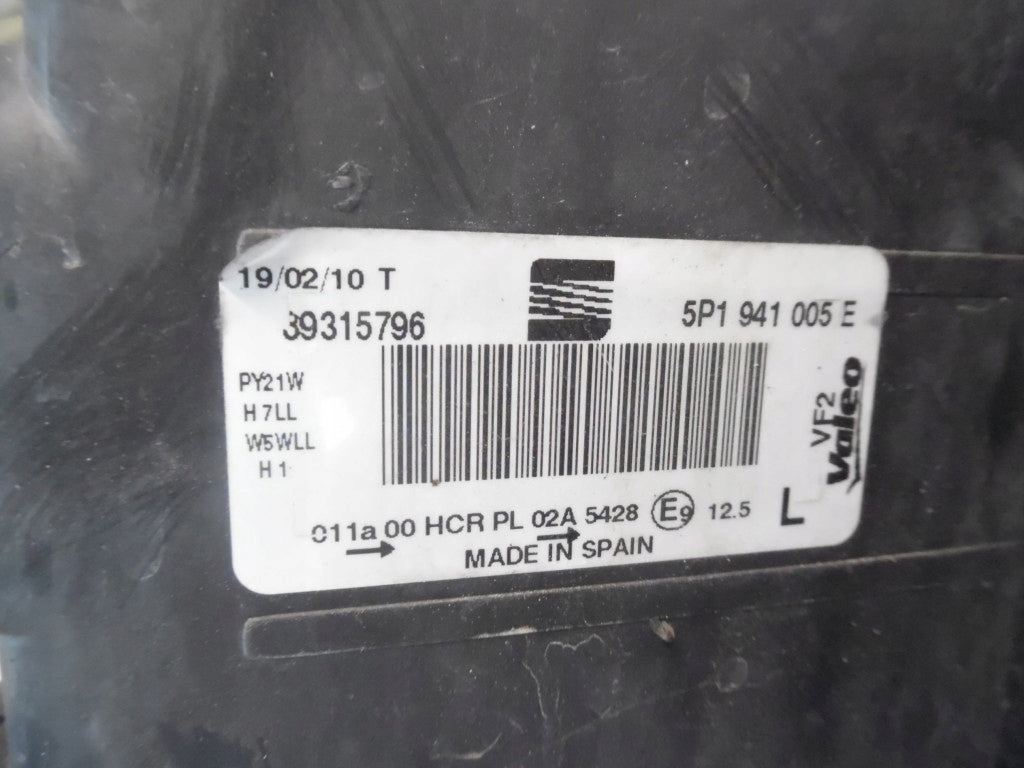 19/02/10 T
89315796
5P1 941 005 E
PY21W
H7LL
W5WLL
H1
VF2
Valeo
011a 00 HCR PL 02A 5428 E9 12.5 L
MADE IN SPAIN